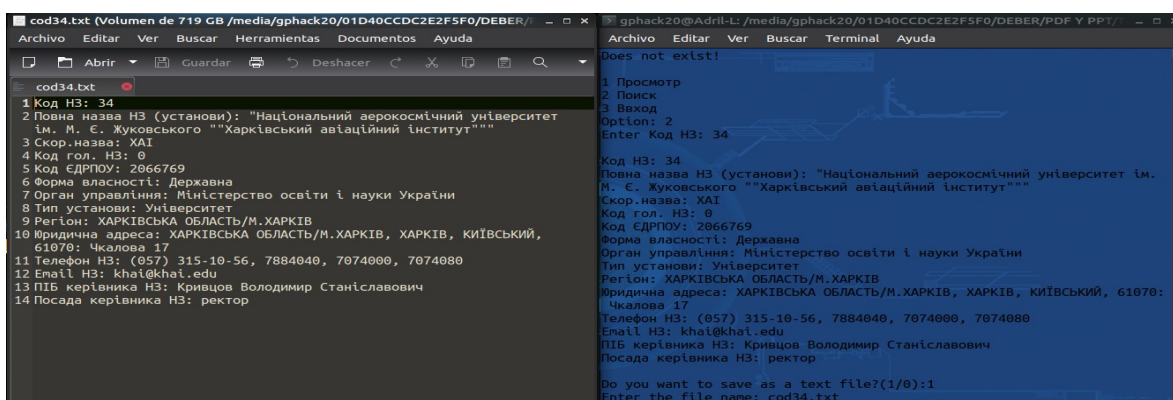 cod34.txt (Volumen de 719 GB /media/gphack20/01D40CCDC2E2F5F0/DEBER/
Archivo Editar Ver Buscar Herramientas Documentos Ayuda
Abrir Guardar Deshacer
cod34.txt
1 Код НЗ: 34
2 Повна назва НЗ (установи): "Національний аерокосмічний університет
ім. М. Є. Жуковського ""Харківський авіаційний інститут"""
3 Скор.назва: ХАІ
4 Код гол. НЗ: 0
5 Код ЄДРПОУ: 2066769
6 Форма власності: Державна
7 Орган управління: Міністерство освіти і науки України
8 Тип установи: Університет
9 Регіон: ХАРКІВСЬКА ОБЛАСТЬ/М.ХАРКІВ
10 Юридична адреса: ХАРКІВСЬКА ОБЛАСТЬ/М.ХАРКІВ, ХАРКІВ, КИЇВСЬКИЙ,
61070: Чкалова 17
11 Телефон НЗ: (057) 315-10-56, 7884040, 7074000, 7074080
12 Email НЗ: khai@khai.edu
13 ПІБ керівника НЗ: Кривцов Володимир Станіславович
14 Посада керівника НЗ: ректор
gphack20@Adril-L: /media/gphack20/01D40CCDC2E2F5F0/DEBER/PDF Y PPT/
Archivo Editar Ver Buscar Terminal Ayuda
Does not exist!
1 Просмотр
2 Поиск
3 Ввход
Option: 2
Enter Код НЗ: 34
Код НЗ: 34
Повна назва НЗ (установи): "Національний аерокосмічний університет ім.
М. Є. Жуковського ""Харківський авіаційний інститут"""
Скор.назва: ХАІ
Код гол. НЗ: 0
Код ЄДРПОУ: 2066769
Форма власності: Державна
Орган управління: Міністерство освіти і науки України
Тип установи: Університет
Регіон: ХАРКІВСЬКА ОБЛАСТЬ/М.ХАРКІВ
Юридична адреса: ХАРКІВСЬКА ОБЛАСТЬ/М.ХАРКІВ, ХАРКІВ, КИЇВСЬКИЙ, 61070:
Чкалова 17
Телефон НЗ: (057) 315-10-56, 7884040, 7074000, 7074080
Email НЗ: khai@khai.edu
ПІБ керівника НЗ: Кривцов Володимир Станіславович
Посада керівника НЗ: ректор
Do you want to save as a text file?(1/0):1
Enter the file name: cod34.txt